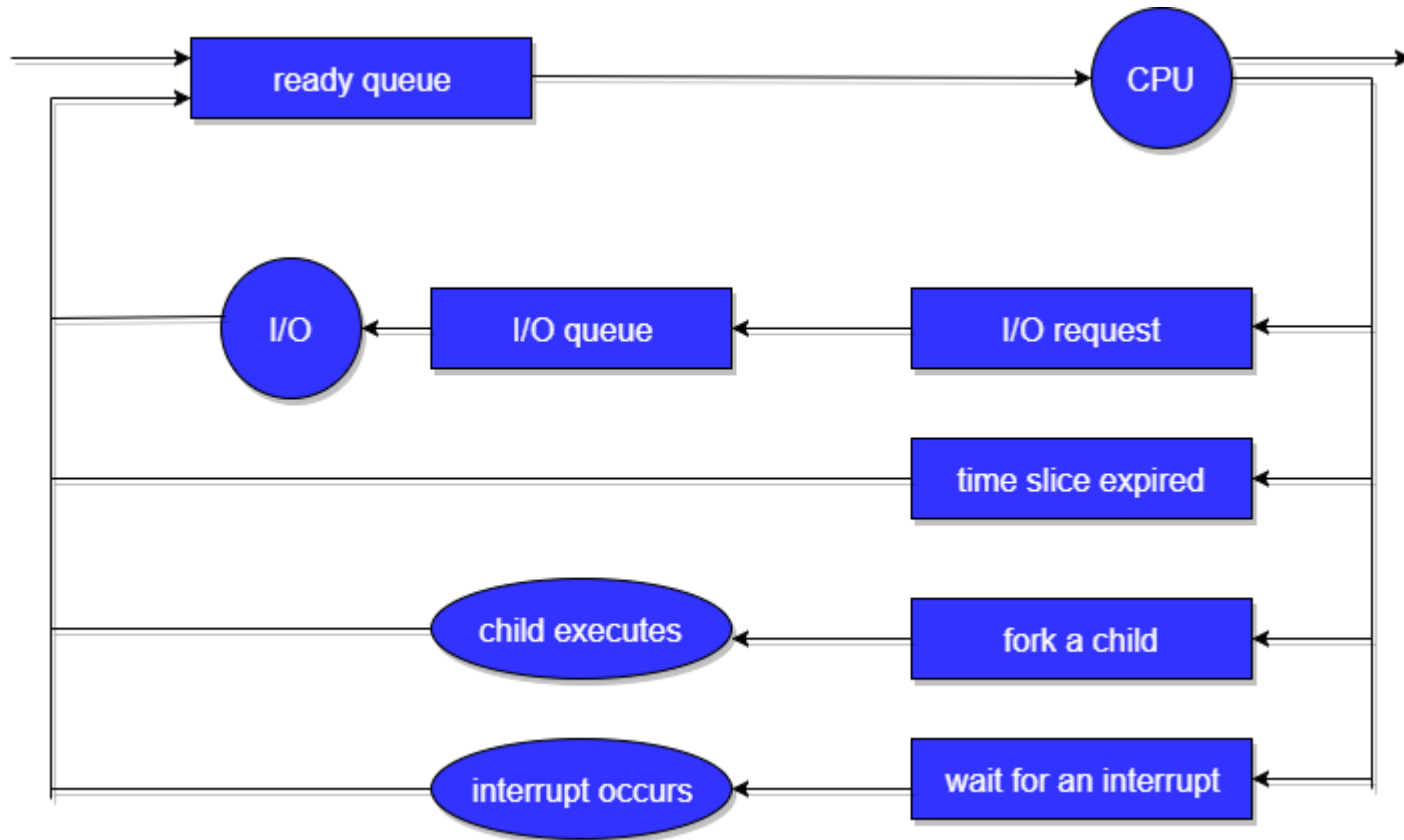 ready queue
CPU
I/O
I/O queue
I/O request
time slice expired
child executes
fork a child
interrupt occurs
wait for an interrupt